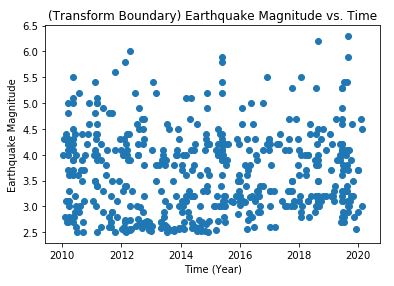 (Transform Boundary) Earthquake Magnitude vs. Time
6.5
6.0
5.5
5.0
4.5
4.0
3.5
3.0
2.5
Earthquake Magnitude
2010 2012 2014 2016 2018 2020
Time (Year)